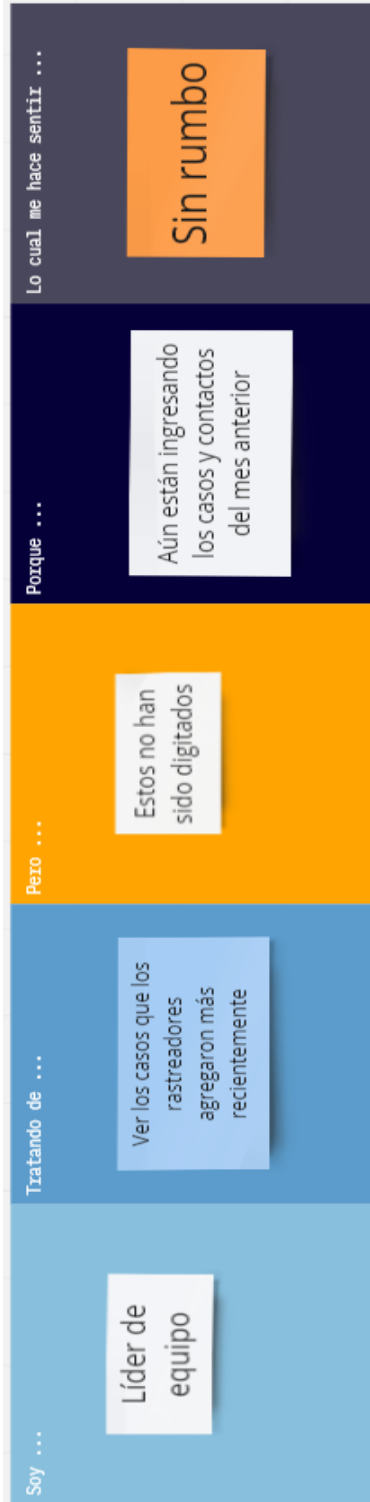 Soy ...
Líder de
equipo
Tratando de ...
Ver los casos que los
rastreadores
agregaron más
recientemente
Pero ...
Estos no han
sido digitados
Porque ...
Aún están ingresando
los casos y contactos
del mes anterior
Lo cual me hace sentir ...
Sin rumbo